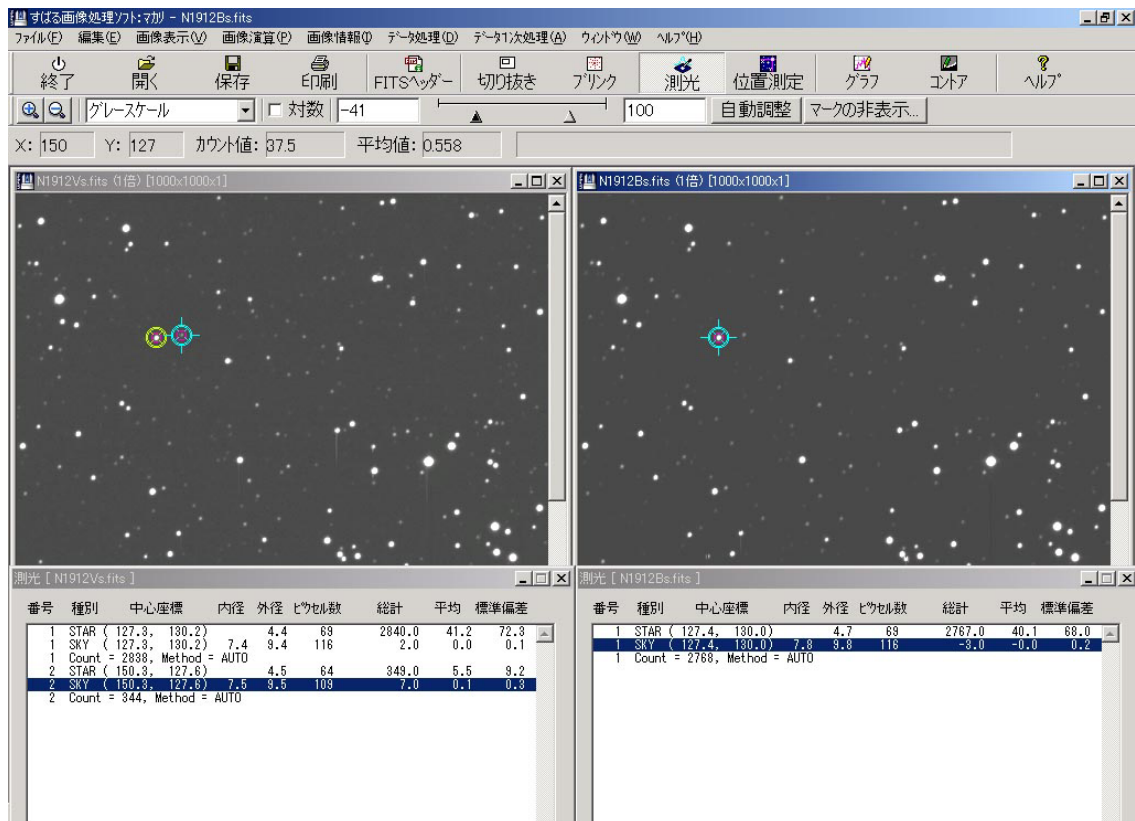 すばる画像処理ソフト:マカリ - N1912Bs.fits
ファイル(F) 編集(E) 画像表示(V) 画像演算(P) 画像情報(I) データ処理(D) データ1次処理(A) ウィンドウ(W) ヘルプ(H)
終了 開く 保存 印刷 FITSヘッダー 切り抜き ブリンク 測光 位置測定 グラフ コントア ヘルプ
グレースケール 対数 -41 100 自動調整 マークの非表示...
X: 150 Y: 127 カウント値: 37.5 平均値: 0.558
N1912Vs.fits (1倍) [1000x1000x1]
N1912Bs.fits (1倍) [1000x1000x1]
測光 [ N1912Vs.fits ]
番号 種別 中心座標 内径 外径 ピクセル数 総計 平均 標準偏差
1 STAR ( 127.3, 130.2) 4.4 69 2840.0 41.2 72.3
1 SKY ( 127.3, 130.2) 7.4 9.4 116 2.0 0.0 0.1
1 Count = 2838, Method = AUTO
2 STAR ( 150.3, 127.6) 4.5 64 349.0 5.5 9.2
2 SKY ( 150.3, 127.6) 7.5 9.5 109 7.0 0.1 0.3
2 Count = 344, Method = AUTO
測光 [ N1912Bs.fits ]
番号 種別 中心座標 内径 外径 ピクセル数 総計 平均 標準偏差
1 STAR ( 127.4, 130.0) 4.7 69 2767.0 40.1 68.0
1 SKY ( 127.4, 130.0) 7.8 9.8 116 -3.0 -0.0 0.2
1 Count = 2768, Method = AUTO